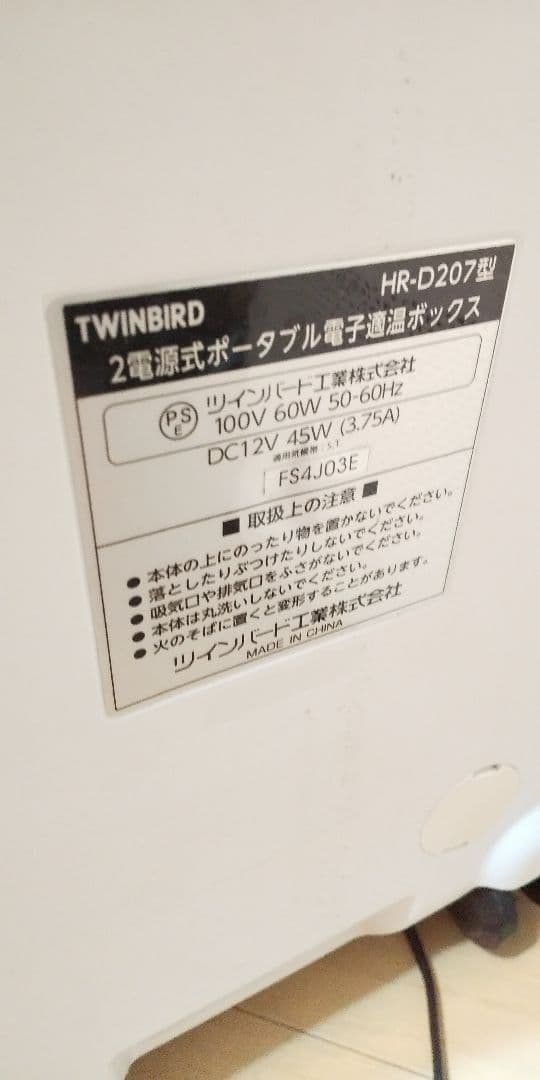 HR-D207型
TWINBIRD
2電源式ポータブル電子適温ボックス
PS
E
ツインバード工業株式会社
100V 60W 50-60Hz
DC12V 45W (3.75A)
適用気候帯：S.T
FS4J03E
■ 取扱上の注意 ■
● 本体の上にのったり物を置かないでください。
● 落としたりぶつけたりしないでください。
● 吸気口や排気口をふさがないでください。
● 本体は丸洗いしないでください。
● 火のそばに置くと変形することがあります。
ツインバード工業株式会社
MADE IN CHINA